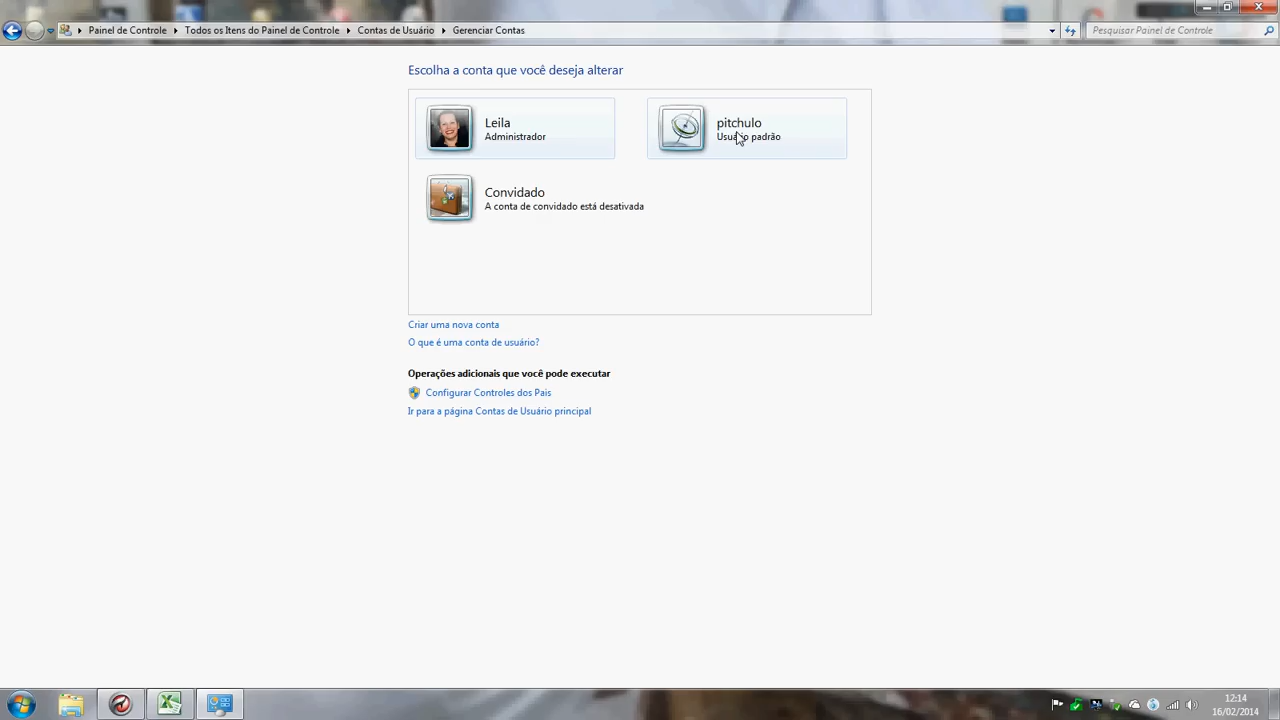 Painel de Controle
Todos os Itens do Painel de Controle
Contas de Usuário
Gerenciar Contas
Pesquisar Painel de Controle
Escolha a conta que você deseja alterar
Leila
Administrador
pitchulo
Usuário padrão
Convidado
A conta de convidado está desativada
Criar uma nova conta
O que é uma conta de usuário?
Operações adicionais que você pode executar
Configurar Controles dos Pais
Ir para a página Contas de Usuário principal
12:14
16/02/2014